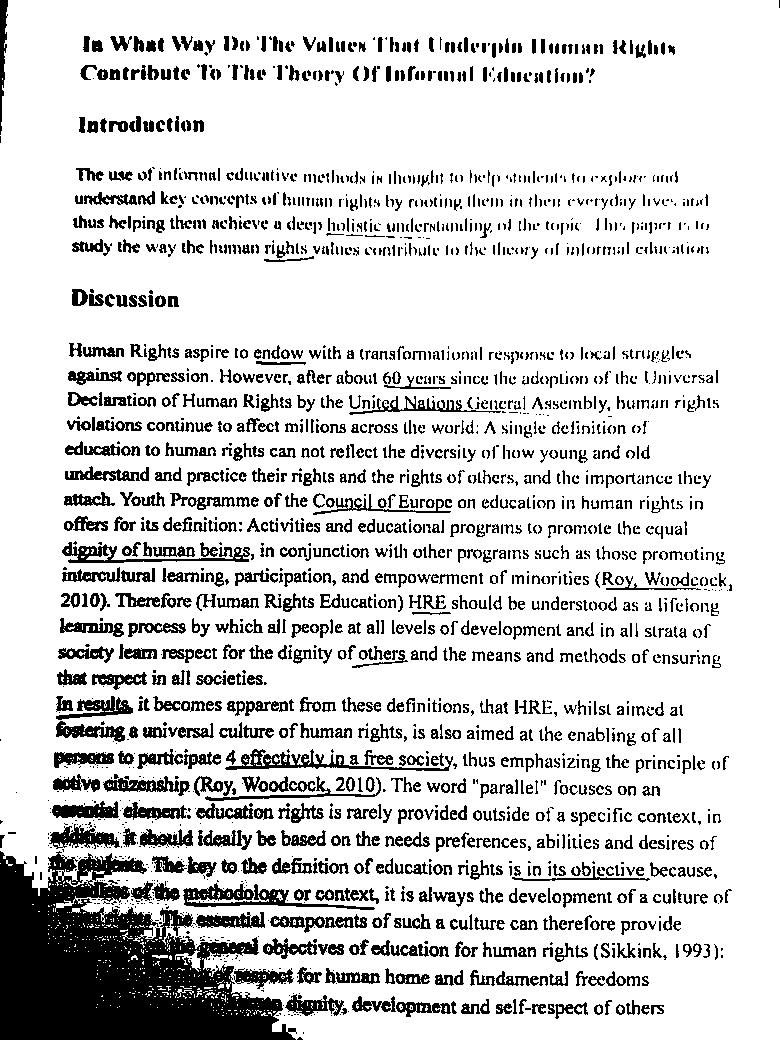 In What Way Do The Values That Underpin Human Rights
Contribute To The Theory Of Informal Education?
Introduction
The use of informal educative methods is thought to help students to explore and
understand key concepts of human rights by rooting them in their everyday lives and
thus helping them achieve a deep holistic understanding of the topic. This paper is to
study the way the human rights values contribute to the theory of informal education
Discussion
Human Rights aspire to endow with a transformational response to local struggles
against oppression. However, after about 60 years since the adoption of the Universal
Declaration of Human Rights by the United Nations General Assembly, human rights
violations continue to affect millions across the world: A single definition of
education to human rights can not reflect the diversity of how young and old
understand and practice their rights and the rights of others, and the importance they
attach. Youth Programme of the Council of Europe on education in human rights in
offers for its definition: Activities and educational programs to promote the equal
dignity of human beings, in conjunction with other programs such as those promoting
intercultural learning, participation, and empowerment of minorities (Roy, Woodcock,
2010). Therefore (Human Rights Education) HRE should be understood as a lifelong
learning process by which all people at all levels of development and in all strata of
society learn respect for the dignity of others and the means and methods of ensuring
that respect in all societies.
In results, it becomes apparent from these definitions, that HRE, whilst aimed at
fostering a universal culture of human rights, is also aimed at the enabling of all
persons to participate 4 effectively in a free society, thus emphasizing the principle of
active citizenship (Roy, Woodcock, 2010). The word "parallel" focuses on an
essential element: education rights is rarely provided outside of a specific context, in
addition, it should ideally be based on the needs preferences, abilities and desires of
the students. The key to the definition of education rights is in its objective because,
regardless of the methodology or context, it is always the development of a culture of
rights. The essential components of such a culture can therefore provide
the general objectives of education for human rights (Sikkink, 1993):
of respect for human home and fundamental freedoms
dignity, development and self-respect of others